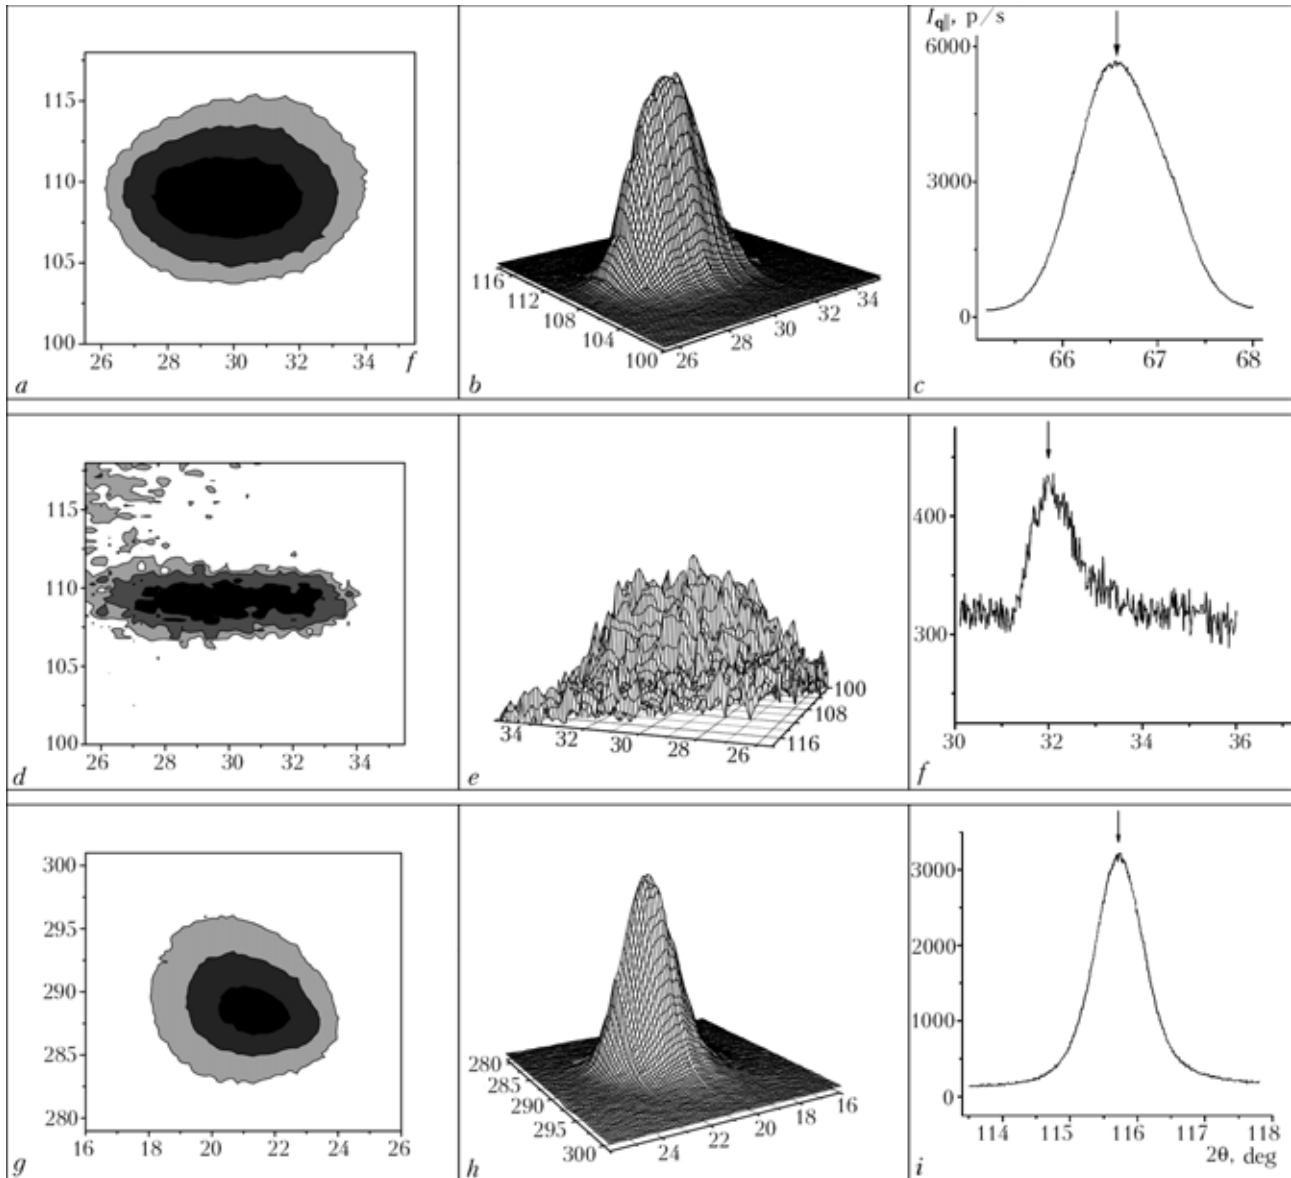 115
110
105
100
26 28 30 32 34 f
a
116
112
108
104
100
26
28
30
32
34
b
I_q||, p/s
6000
3000
0
66 67 68
c
115
110
105
100
26 28 30 32 34
d
34 32 30 28 26
100
108
116
e
400
300
30 32 34 36
f
300
295
290
285
280
16 18 20 22 24 26
g
280
285
290
295
300
24
22
20
18
16
h
3000
2000
1000
0
114 115 116 117 118
2θ, deg
i